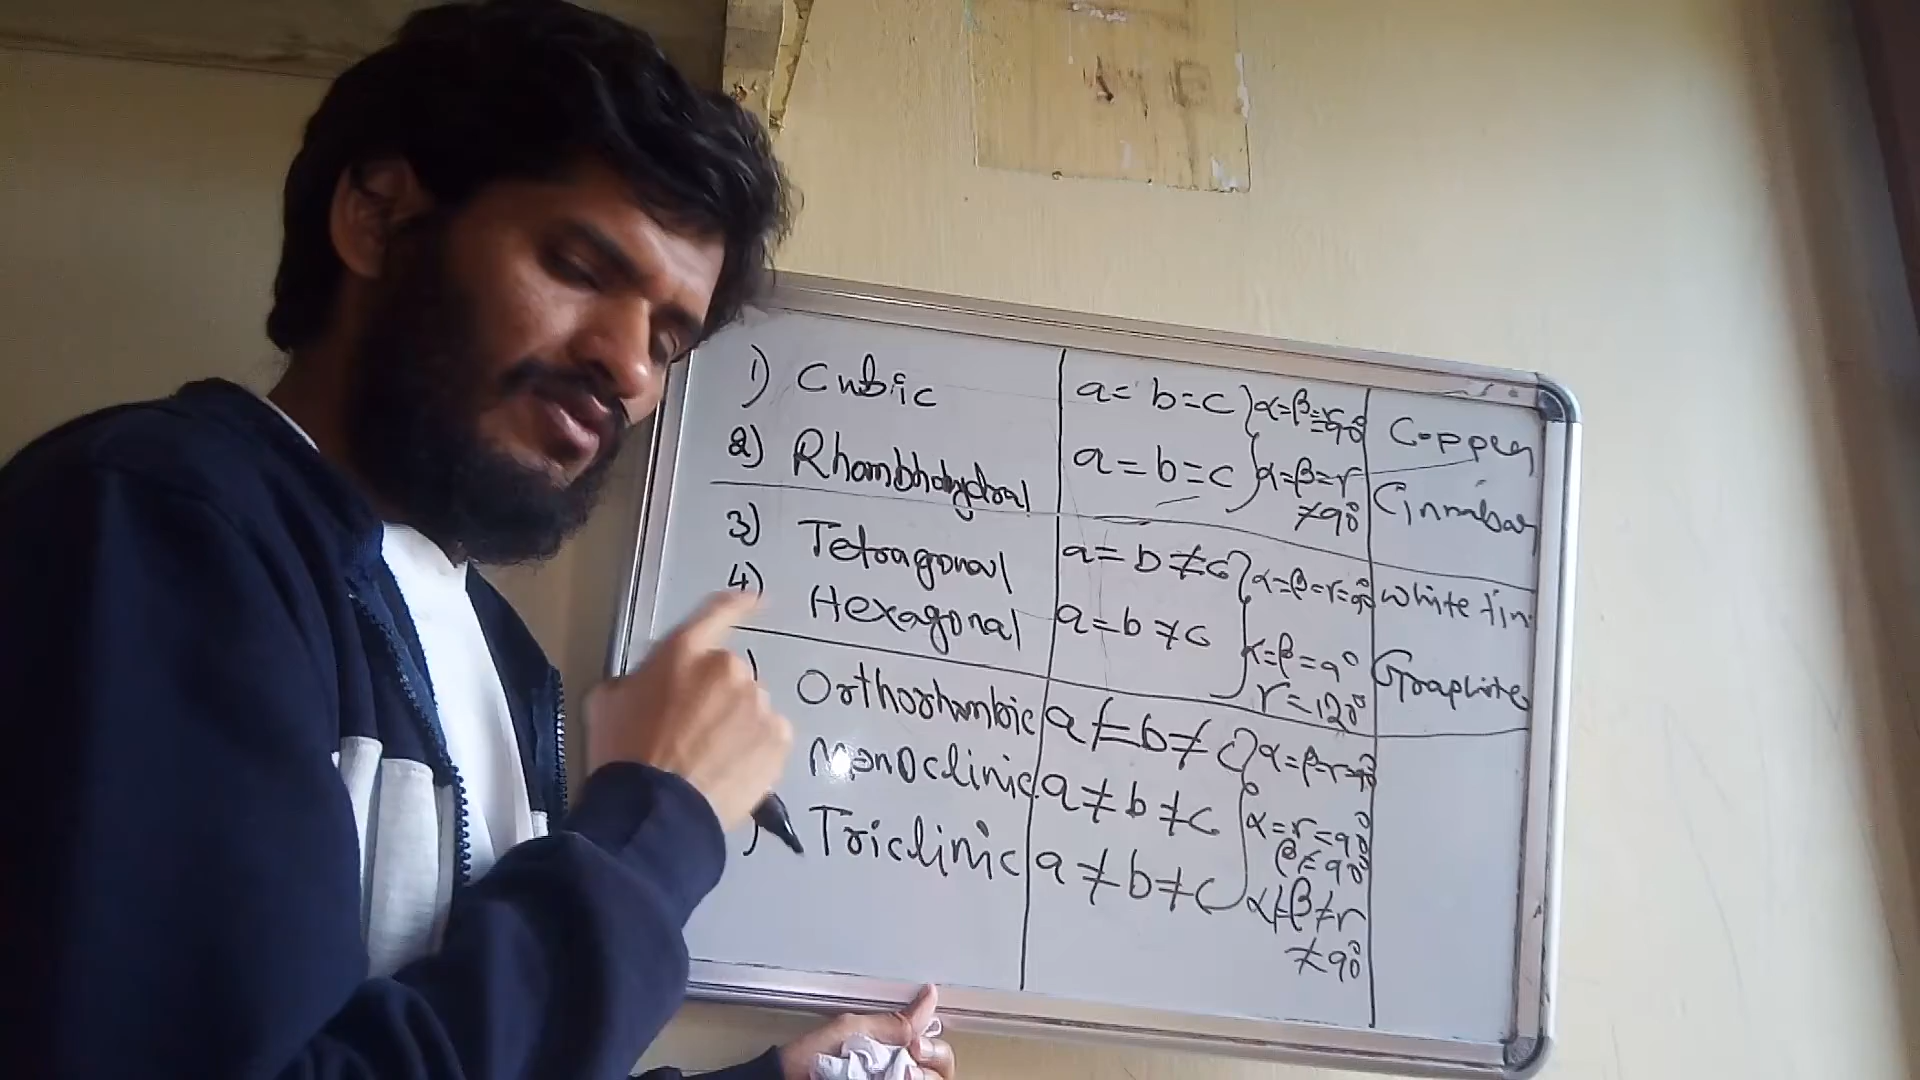 1) Cubic a = b = c } α=β=r=90° Copper
2) Rhombhohydral a = b = c } α=β=r ≠90° Cinnabar
3) Tetragonal a = b ≠ c } α=β=r=90° white tin
4) Hexagonal a = b ≠ c α=β=90° r=120° Graphite
) Orthorhombic a ≠ b ≠ c } α=β=r=90°
Monoclinic a ≠ b ≠ c α=r=90° β≠90°
) Triclinic a ≠ b ≠ c α≠β≠r ≠90°